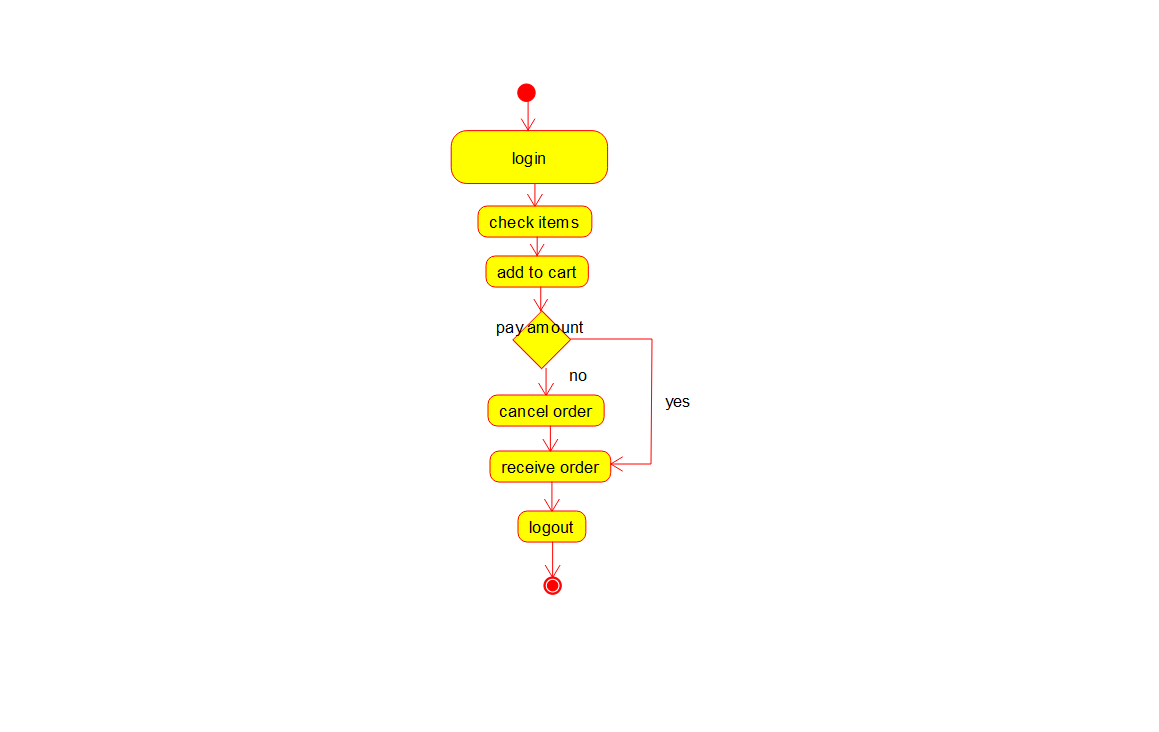 login
check items
add to cart
pay amount
no
yes
cancel order
receive order
logout